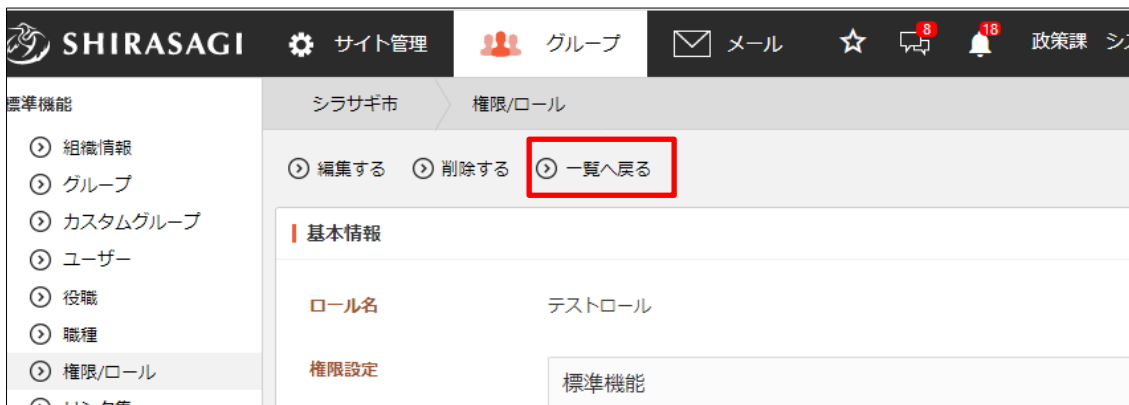 SHIRASAGI サイト管理 グループ メール 8 18 政策課
標準機能
シラサギ市 権限/ロール
組織情報
グループ
カスタムグループ
ユーザー
役職
職種
権限/ロール
編集する 削除する 一覧へ戻る
基本情報
ロール名 テストロール
権限設定 標準機能